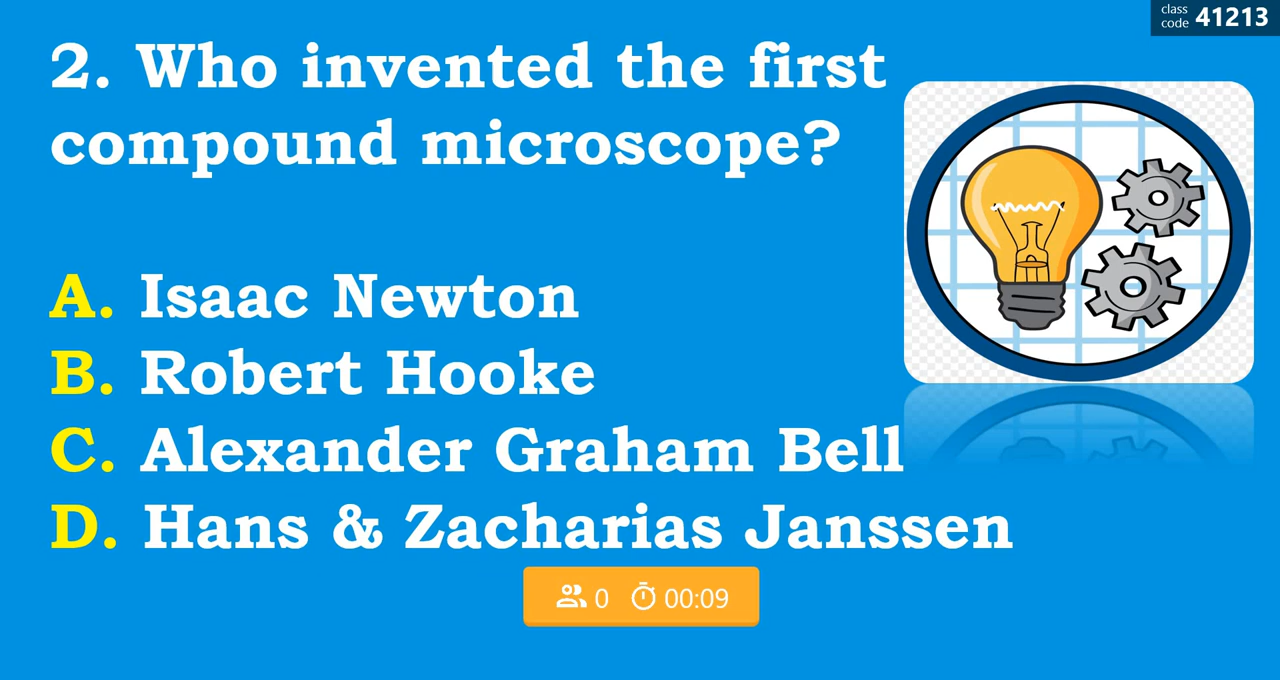 class
code 41213
2. Who invented the first
compound microscope?
A. Isaac Newton
B. Robert Hooke
C. Alexander Graham Bell
D. Hans & Zacharias Janssen
0 00:09